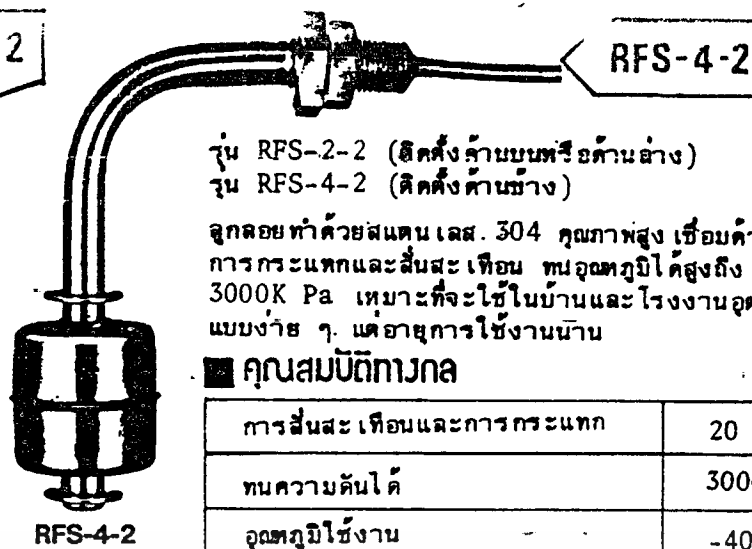 2
RFS-4-2
รุ่น RFS-2-2 (ติดตั้งด้านบนหรือด้านล่าง)
รุ่น RFS-4-2 (ติดตั้งด้านข้าง)
ลูกลอยทำด้วยสแตนเลส. 304 คุณภาพสูง เชื่อมด้
การกระแทกและสั่นสะเทือน ทนอุณหภูมิได้สูงถึง
3000K Pa เหมาะที่จะใช้ในบ้านและโรงงานอุต
แบบง่าย ๆ. แต่อายุการใช้งานนาน
คุณสมบัติทางกล
การสั่นสะเทือนและการกระแทก 20
ทนความดันได้ 300
อุณหภูมิใช้งาน -40
RFS-4-2